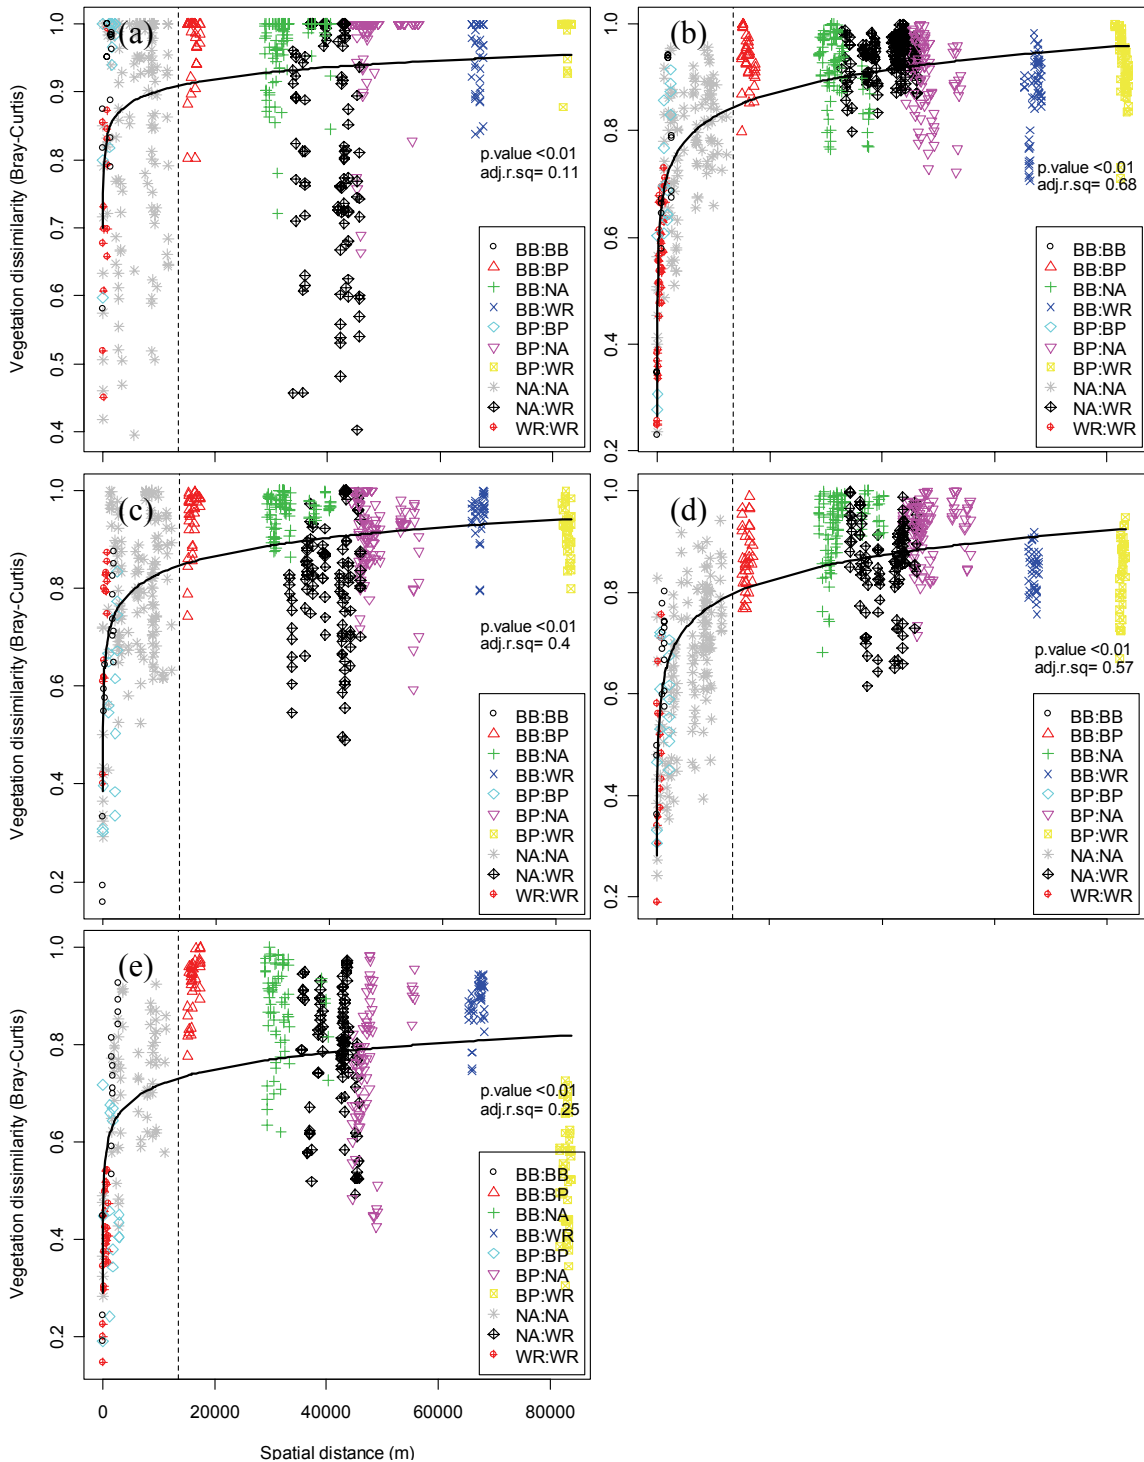 (a)
Vegetation dissimilarity (Bray-Curtis)
1.0
0.9
0.8
0.7
0.6
0.5
0.4
p.value <0.01
adj.r.sq= 0.11
BB:BB
BB:BP
BB:NA
BB:WR
BP:BP
BP:NA
BP:WR
NA:NA
NA:WR
WR:WR
(b)
1.0
0.8
0.6
0.4
0.2
p.value <0.01
adj.r.sq= 0.68
BB:BB
BB:BP
BB:NA
BB:WR
BP:BP
BP:NA
BP:WR
NA:NA
NA:WR
WR:WR
(c)
Vegetation dissimilarity (Bray-Curtis)
1.0
0.8
0.6
0.4
0.2
p.value <0.01
adj.r.sq= 0.4
BB:BB
BB:BP
BB:NA
BB:WR
BP:BP
BP:NA
BP:WR
NA:NA
NA:WR
WR:WR
(d)
1.0
0.8
0.6
0.4
0.2
p.value <0.01
adj.r.sq= 0.57
BB:BB
BB:BP
BB:NA
BB:WR
BP:BP
BP:NA
BP:WR
NA:NA
NA:WR
WR:WR
(e)
Vegetation dissimilarity (Bray-Curtis)
1.0
0.8
0.6
0.4
0.2
p.value <0.01
adj.r.sq= 0.25
BB:BB
BB:BP
BB:NA
BB:WR
BP:BP
BP:NA
BP:WR
NA:NA
NA:WR
WR:WR
0 20000 40000 60000 80000
Spatial distance (m)